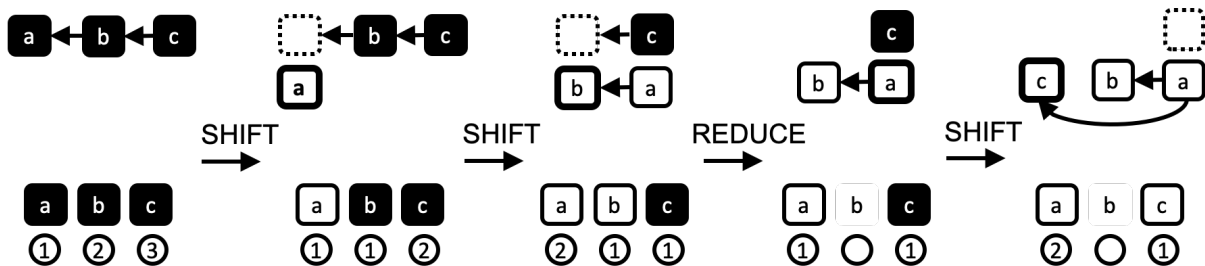 a b c b c c c
a b a b a c b a
SHIFT SHIFT REDUCE SHIFT
a b c a b c a b c a b c a b c
1 2 3 1 1 2 2 1 1 1 1 2 1